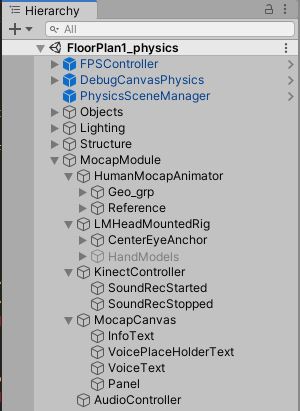 Hierarchy
All
FloorPlan1_physics
FPSController
DebugCanvasPhysics
PhysicsSceneManager
Objects
Lighting
Structure
MocapModule
HumanMocapAnimator
Geo_grp
Reference
LMHeadMountedRig
CenterEyeAnchor
HandModels
KinectController
SoundRecStarted
SoundRecStopped
MocapCanvas
InfoText
VoicePlaceHolderText
VoiceText
Panel
AudioController